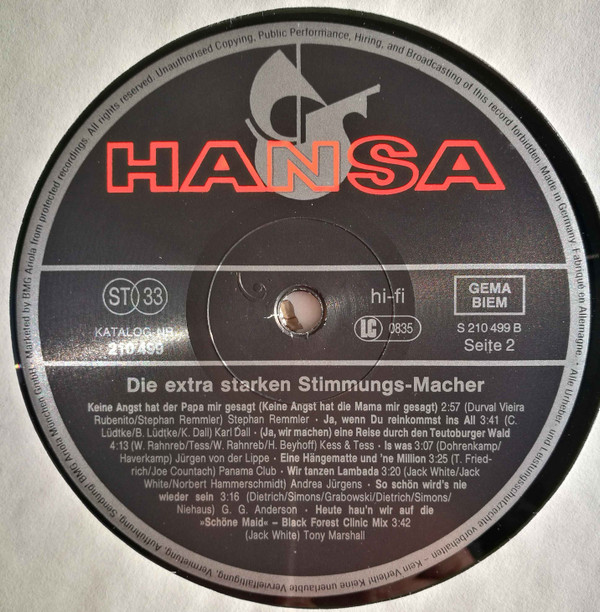 All rights reserved. Unauthorised Copying, Public Performance, Hiring, and Broadcasting of this record forbidden. Made in Germany. Fabriqué en Allemagne. • Alle Urheber- und Leistungsschutzrechte vorbehalten – Kein Verleih! Keine unerlaubte Vervielfältigung, Vermietung, Aufführung, Sendung! BMG Ariola München GmbH • Marketed by BMG Ariola from protected recordings.
HANSA
ST 33
hi-fi
GEMA
BIEM
KATALOG-NR.
210 499
LC 0835
S 210 499 B
Seite 2
Die extra starken Stimmungs-Macher
Keine Angst hat der Papa mir gesagt (Keine Angst hat die Mama mir gesagt) 2:57 (Durval Vieira
Rubenito/Stephan Remmler) Stephan Remmler · Ja, wenn Du reinkommst ins All 3:41 (C.
Lüdtke/B. Lüdtke/K. Dall) Karl Dall · (Ja, wir machen) eine Reise durch den Teutoburger Wald
4:13 (W. Rahnreb/Tess/W. Rahnreb/H. Beyhoff) Kess & Tess · Is was 3:07 (Dohrenkamp/
Haverkamp) Jürgen von der Lippe · Eine Hängematte und 'ne Million 3:25 (T. Fried-
rich/Joe Countach) Panama Club · Wir tanzen Lambada 3:20 (Jack White/Jack
White/Norbert Hammerschmidt) Andrea Jürgens · So schön wird's nie
wieder sein 3:16 (Dietrich/Simons/Grabowski/Dietrich/Simons/
Niehaus) G. G. Anderson · Heute hau'n wir auf die
»Schöne Maid« – Black Forest Clinic Mix 3:42
(Jack White) Tony Marshall